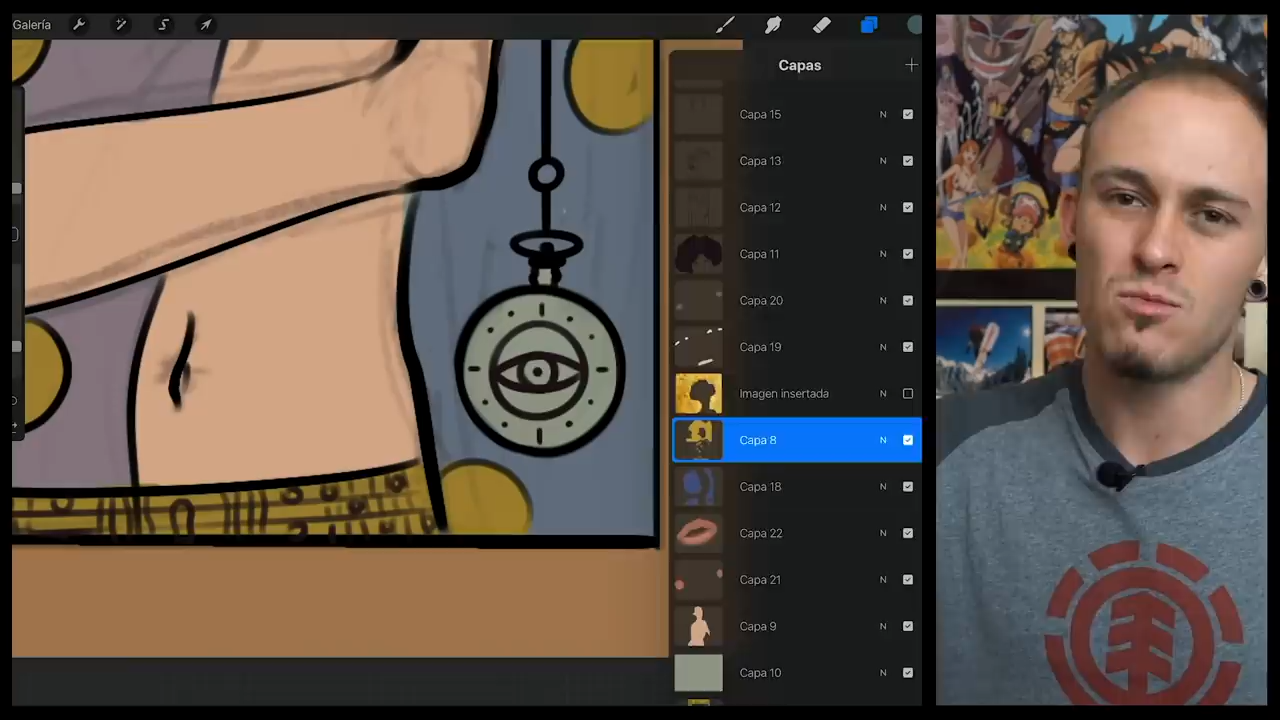 Galería
Capas
Capa 15 N
Capa 13 N
Capa 12 N
Capa 11 N
Capa 20 N
Capa 19 N
Imagen insertada N
Capa 8 N
Capa 18 N
Capa 22 N
Capa 21 N
Capa 9 N
Capa 10 N